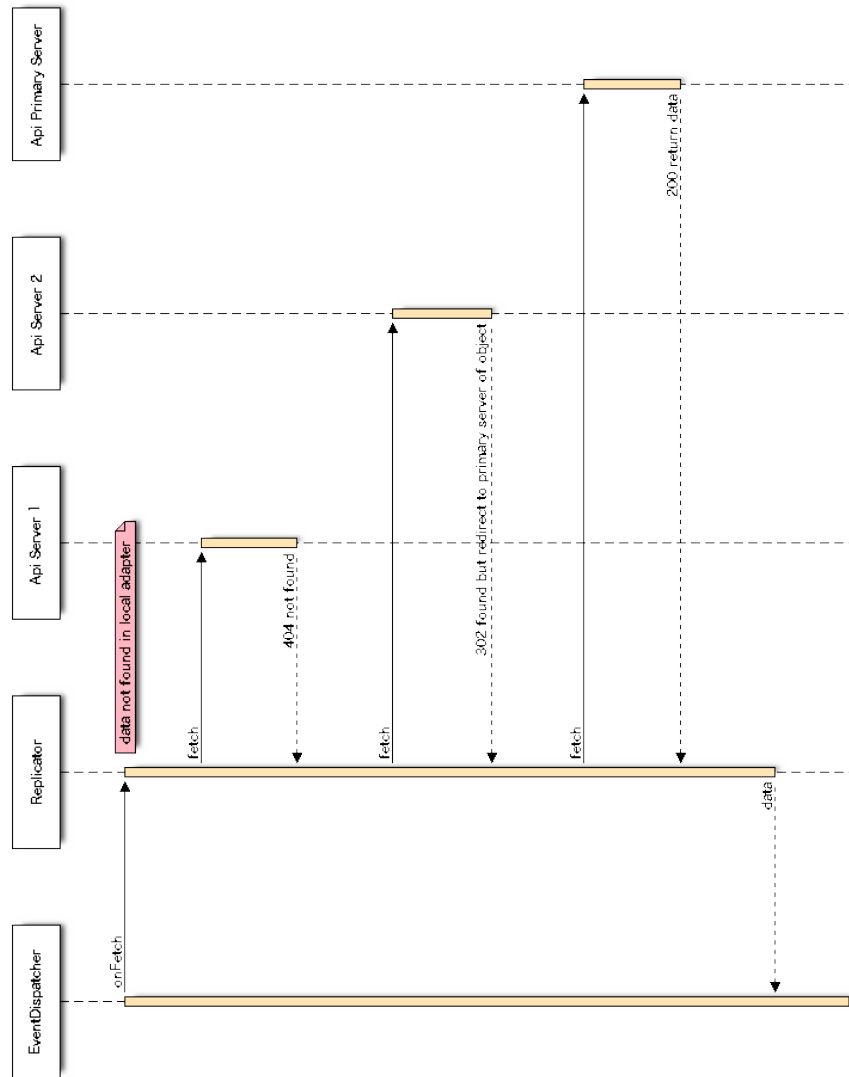 EventDispatcher
Replicator
Api Server 1
Api Server 2
Api Primary Server
onFetch
data not found in local adapter
fetch
404 not found
fetch
302 found but redirect to primary server of object
fetch
200 return data
data